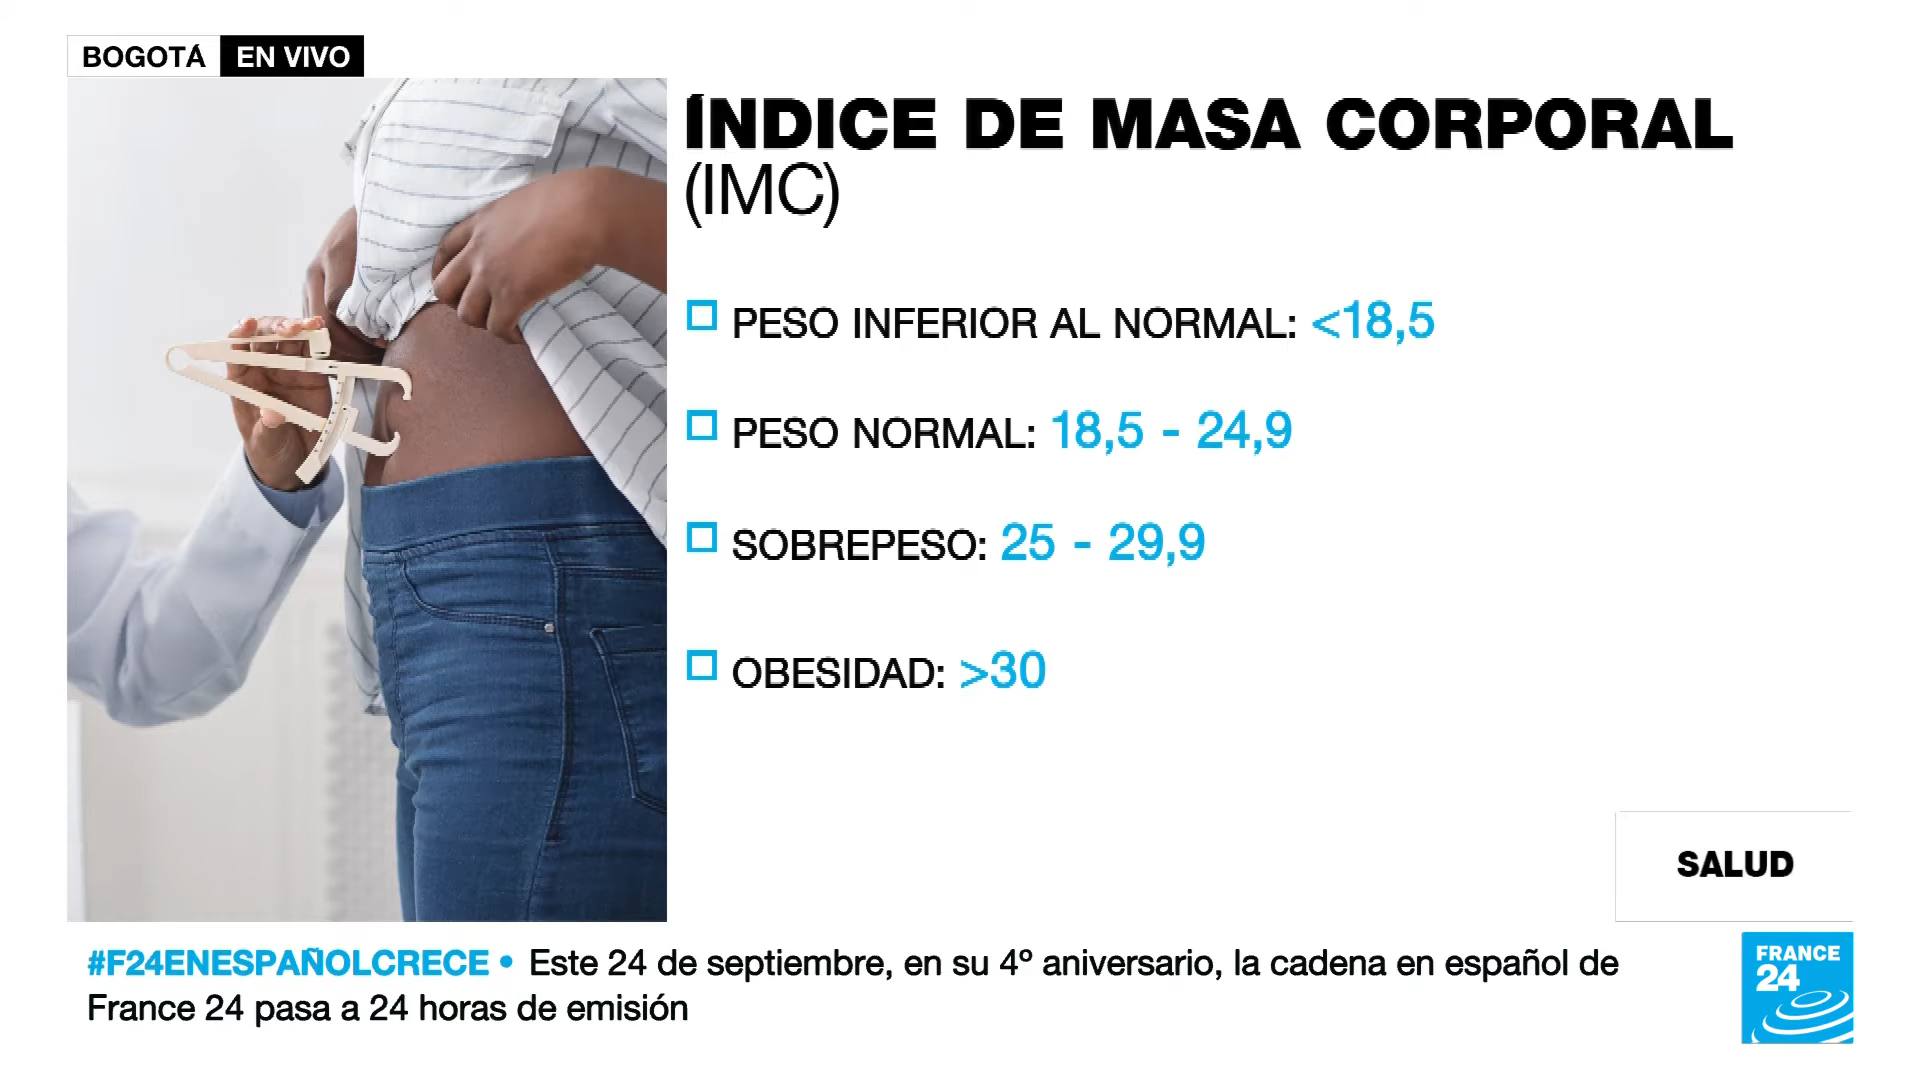 BOGOTÁ EN VIVO
ÍNDICE DE MASA CORPORAL
(IMC)
PESO INFERIOR AL NORMAL: <18,5
PESO NORMAL: 18,5 - 24,9
SOBREPESO: 25 - 29,9
OBESIDAD: >30
SALUD
#F24ENESPAÑOLCRECE • Este 24 de septiembre, en su 4º aniversario, la cadena en español de
France 24 pasa a 24 horas de emisión
FRANCE
24